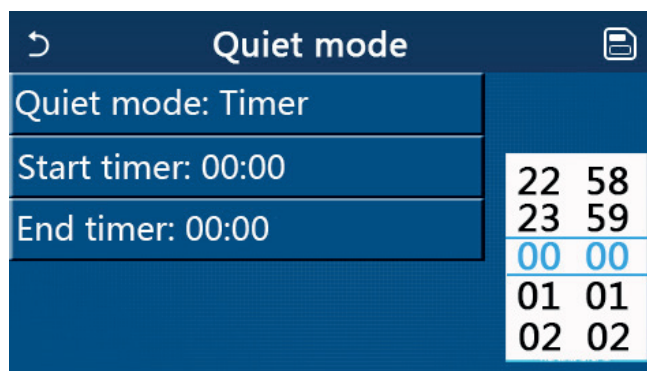 Quiet mode
Quiet mode: Timer
Start timer: 00:00
End timer: 00:00
22 58
23 59
00 00
01 01
02 02